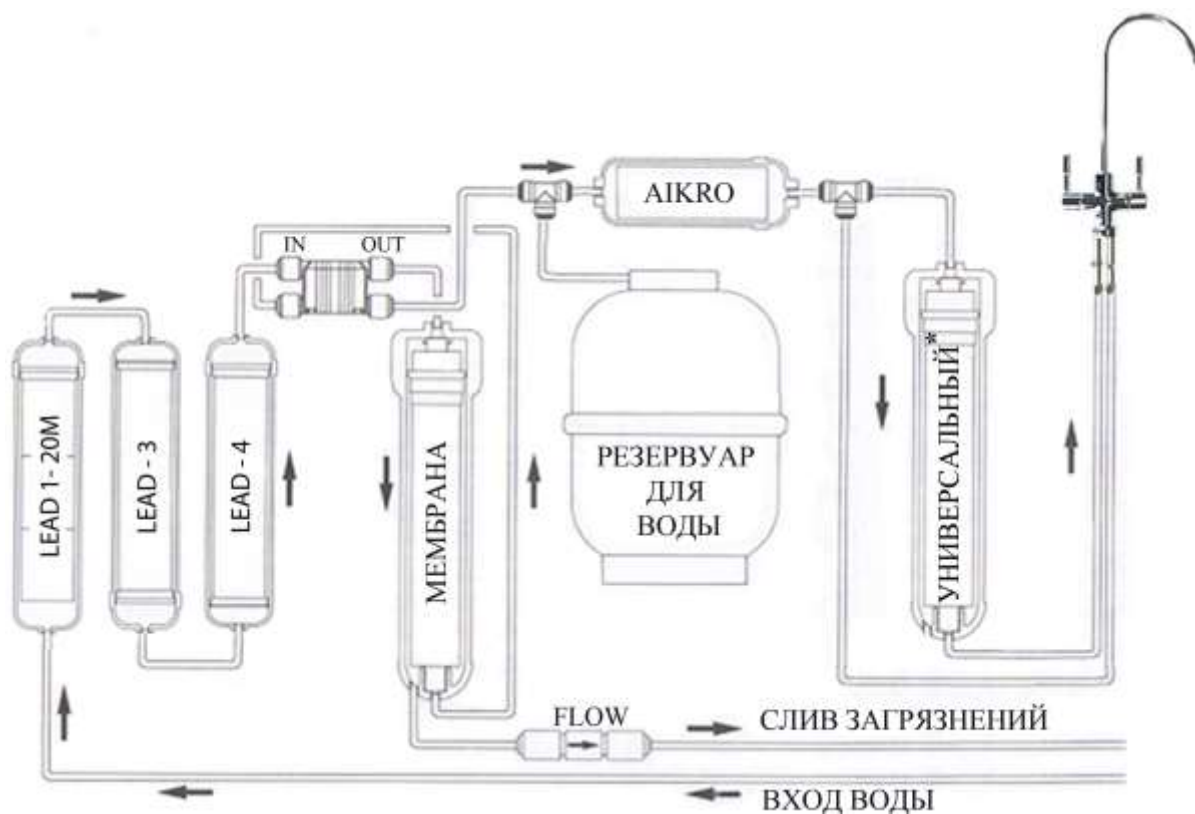 AIKRO
IN OUT
LEAD 1- 20M
LEAD - 3
LEAD - 4
МЕМБРАНА
РЕЗЕРВУАР
ДЛЯ
ВОДЫ
УНИВЕРСАЛЬНЫЙ*
FLOW
СЛИВ ЗАГРЯЗНЕНИЙ
ВХОД ВОДЫ